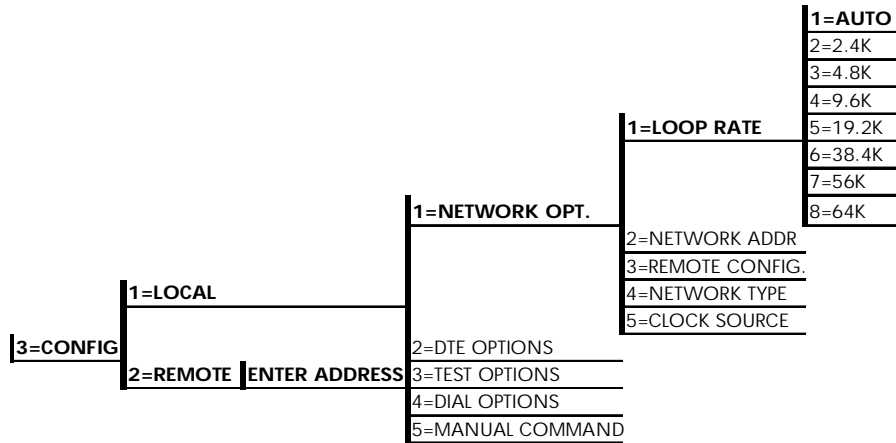 1=AUTO
2=2.4K
3=4.8K
4=9.6K
1=LOOP RATE
5=19.2K
6=38.4K
7=56K
1=NETWORK OPT.
8=64K
2=NETWORK ADDR
3=REMOTE CONFIG.
1=LOCAL
4=NETWORK TYPE
5=CLOCK SOURCE
3=CONFIG
2=DTE OPTIONS
2=REMOTE
ENTER ADDRESS
3=TEST OPTIONS
4=DIAL OPTIONS
5=MANUAL COMMAND